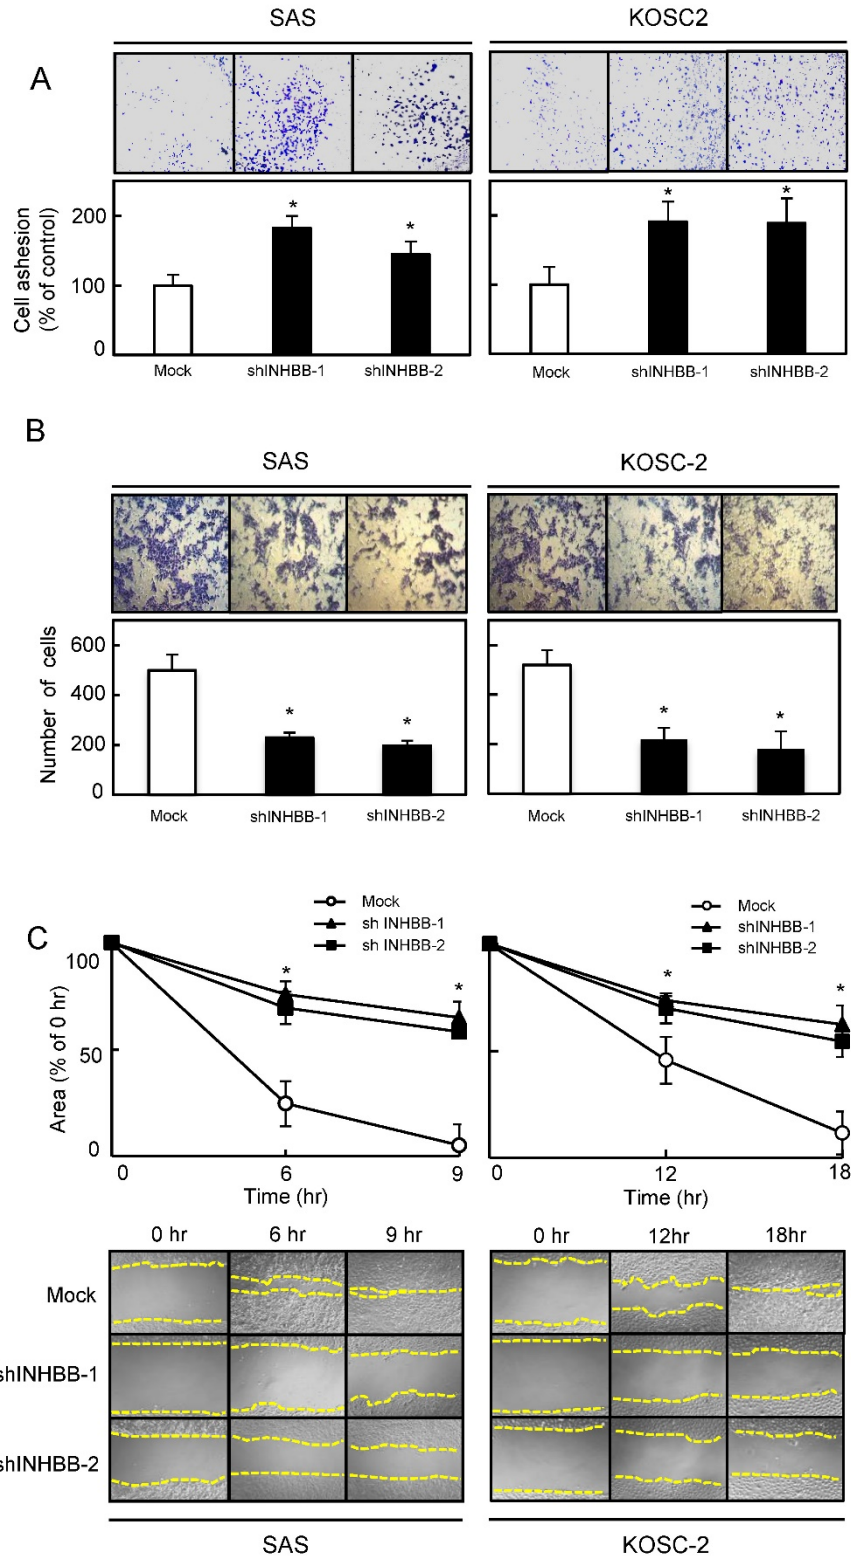 SAS KOSC2
A
* * * *
Cell ashesion
(% of control)
200
100
0
Mock shINHBB-1 shINHBB-2 Mock shINHBB-1 shINHBB-2
B
SAS KOSC-2
Number of cells
600
400
200
0
* * * *
Mock shINHBB-1 shINHBB-2 Mock shINHBB-1 shINHBB-2
C
Mock
sh INHBB-1
sh INHBB-2
Mock
shINHBB-1
shINHBB-2
Area (% of 0 hr)
100
50
0
* * * *
0 6 9 0 12 18
Time (hr) Time (hr)
0 hr 6 hr 9 hr 0 hr 12hr 18hr
Mock
shINHBB-1
shINHBB-2
SAS KOSC-2